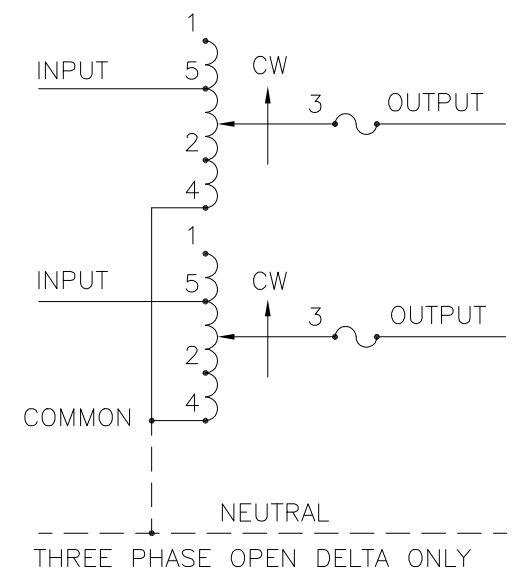 1
INPUT
5
CW
3
OUTPUT
2
4
1
INPUT
5
CW
3
OUTPUT
2
4
COMMON
NEUTRAL
THREE PHASE OPEN DELTA ONLY